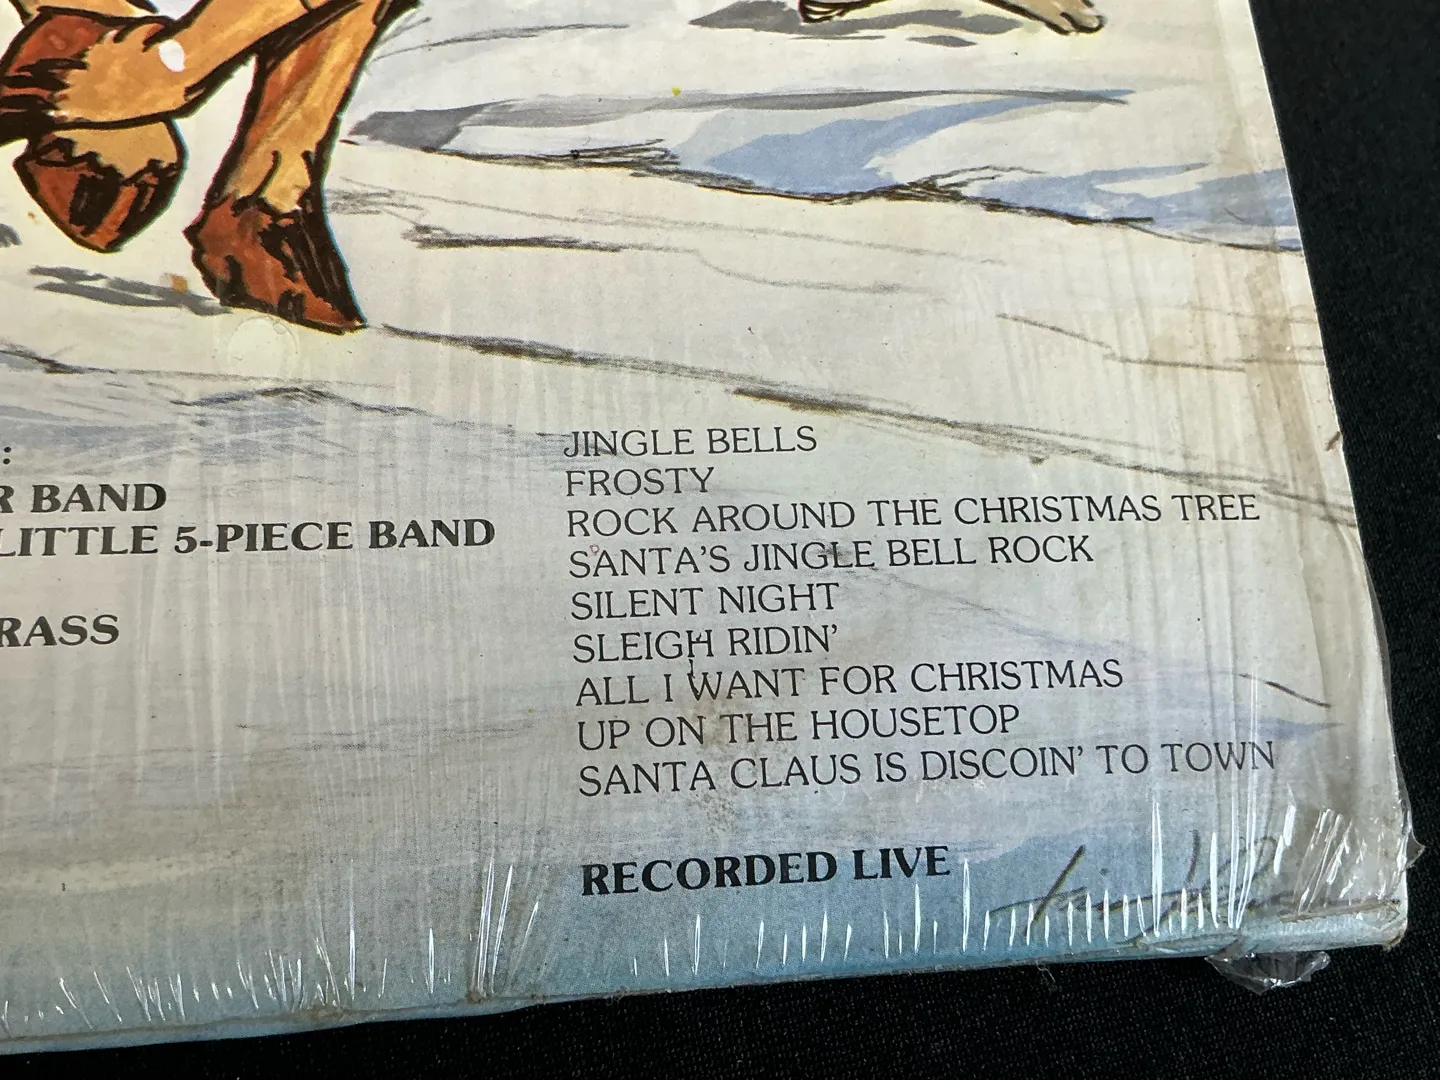 :
R BAND
LITTLE 5-PIECE BAND
RASS
JINGLE BELLS
FROSTY
ROCK AROUND THE CHRISTMAS TREE
SANTA'S JINGLE BELL ROCK
SILENT NIGHT
SLEIGH RIDIN'
ALL I WANT FOR CHRISTMAS
UP ON THE HOUSETOP
SANTA CLAUS IS DISCOIN' TO TOWN
RECORDED LIVE